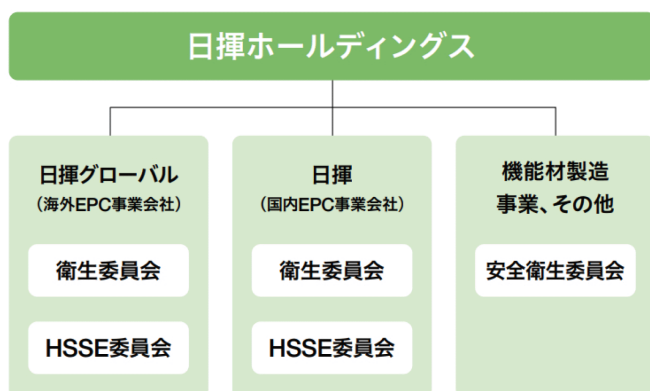 日揮ホールディングス
日揮グローバル
（海外EPC事業会社）
衛生委員会
HSSE委員会
日揮
（国内EPC事業会社）
衛生委員会
HSSE委員会
機能材製造
事業、その他
安全衛生委員会